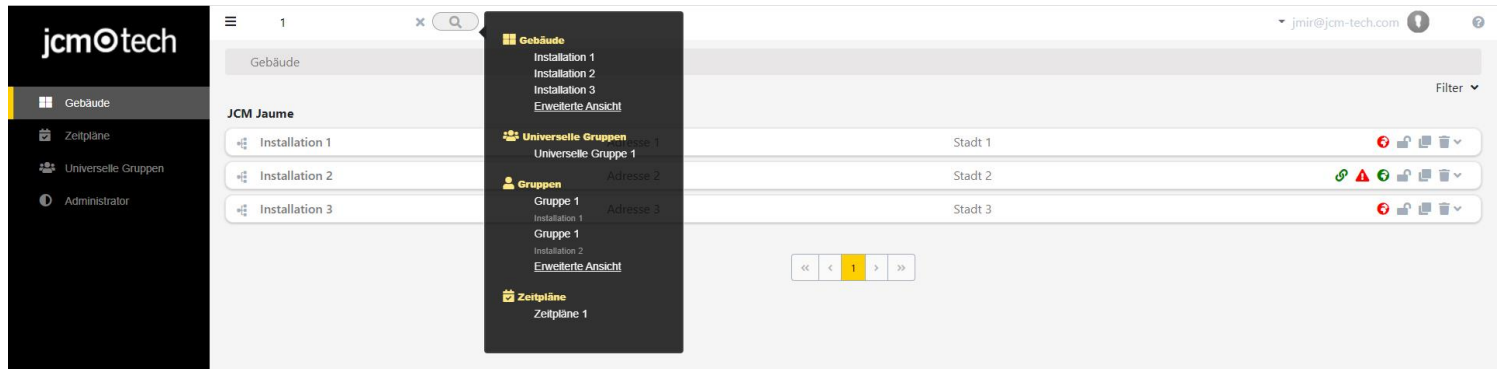 jcm tech
1
jmir@jcm-tech.com
Gebäude
Zeitpläne
Universelle Gruppen
Administrator
Gebäude
Filter
JCM Jaume
Installation 1 Adresse 1 Stadt 1
Installation 2 Adresse 2 Stadt 2
Installation 3 Adresse 3 Stadt 3
« ‹ 1 › »
Gebäude
Installation 1
Installation 2
Installation 3
Erweiterte Ansicht
Universelle Gruppen
Universelle Gruppe 1
Gruppen
Gruppe 1
Installation 1
Gruppe 1
Installation 2
Erweiterte Ansicht
Zeitpläne
Zeitpläne 1